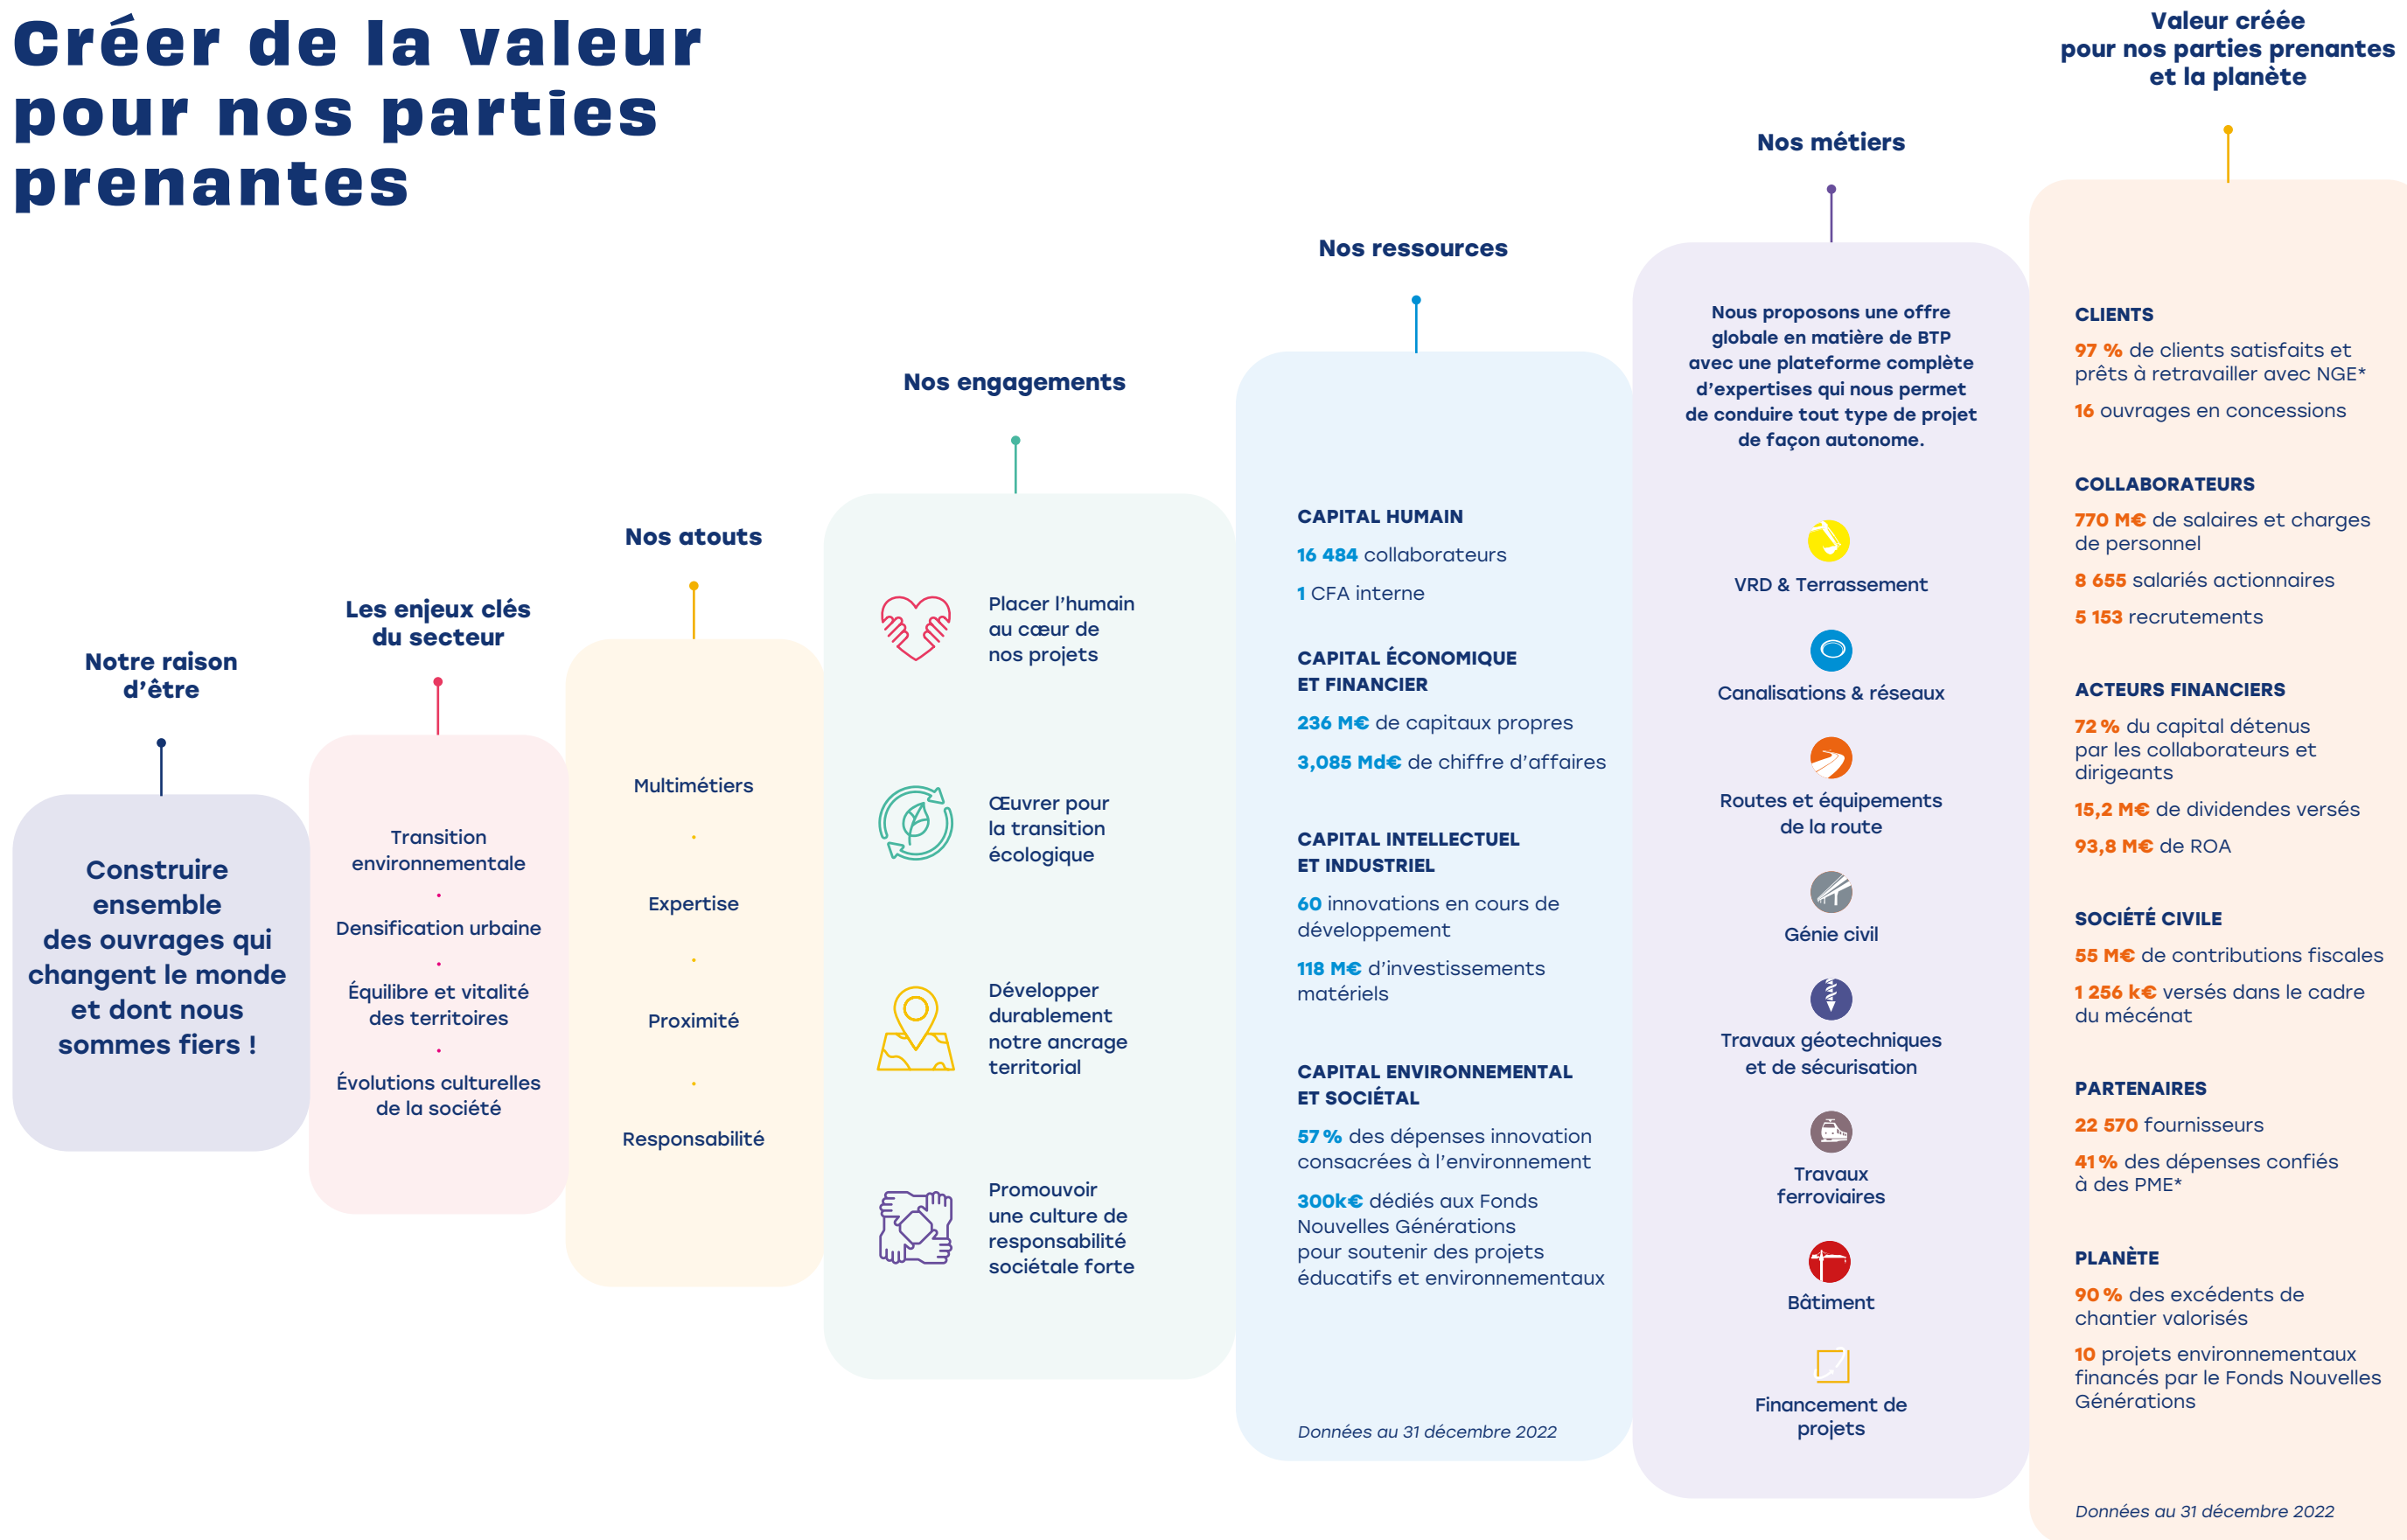 Créer de la valeur
pour nos parties
prenantes
Notre raison
d’être
Construire
ensemble
des ouvrages qui
changent le monde
et dont nous
sommes fiers !
Les enjeux clés
du secteur
Transition
environnementale
•
Densification urbaine
•
Équilibre et vitalité
des territoires
•
Évolutions culturelles
de la société
Nos atouts
Multimétiers
•
Expertise
•
Proximité
•
Responsabilité
Nos engagements
Placer l’humain
au cœur de
nos projets
Œuvrer pour
la transition
écologique
Développer
durablement
notre ancrage
territorial
Promouvoir
une culture de
responsabilité
sociétale forte
Nos ressources
CAPITAL HUMAIN
16 484 collaborateurs
1 CFA interne
CAPITAL ÉCONOMIQUE
ET FINANCIER
236 M€ de capitaux propres
3,085 Md€ de chiffre d’affaires
CAPITAL INTELLECTUEL
ET INDUSTRIEL
60 innovations en cours de
développement
118 M€ d’investissements
matériels
CAPITAL ENVIRONNEMENTAL
ET SOCIÉTAL
57 % des dépenses innovation
consacrées à l’environnement
300k€ dédiés aux Fonds
Nouvelles Générations
pour soutenir des projets
éducatifs et environnementaux
Données au 31 décembre 2022
Nos métiers
Nous proposons une offre
globale en matière de BTP
avec une plateforme complète
d’expertises qui nous permet
de conduire tout type de projet
de façon autonome.
VRD & Terrassement
Canalisations & réseaux
Routes et équipements
de la route
Génie civil
Travaux géotechniques
et de sécurisation
Travaux
ferroviaires
Bâtiment
Financement de
projets
Valeur créée
pour nos parties prenantes
et la planète
CLIENTS
97 % de clients satisfaits et
prêts à retravailler avec NGE*
16 ouvrages en concessions
COLLABORATEURS
770 M€ de salaires et charges
de personnel
8 655 salariés actionnaires
5 153 recrutements
ACTEURS FINANCIERS
72 % du capital détenus
par les collaborateurs et
dirigeants
15,2 M€ de dividendes versés
93,8 M€ de ROA
SOCIÉTÉ CIVILE
55 M€ de contributions fiscales
1 256 k€ versés dans le cadre
du mécénat
PARTENAIRES
22 570 fournisseurs
41 % des dépenses confiés
à des PME*
PLANÈTE
90 % des excédents de
chantier valorisés
10 projets environnementaux
financés par le Fonds Nouvelles
Générations
Données au 31 décembre 2022